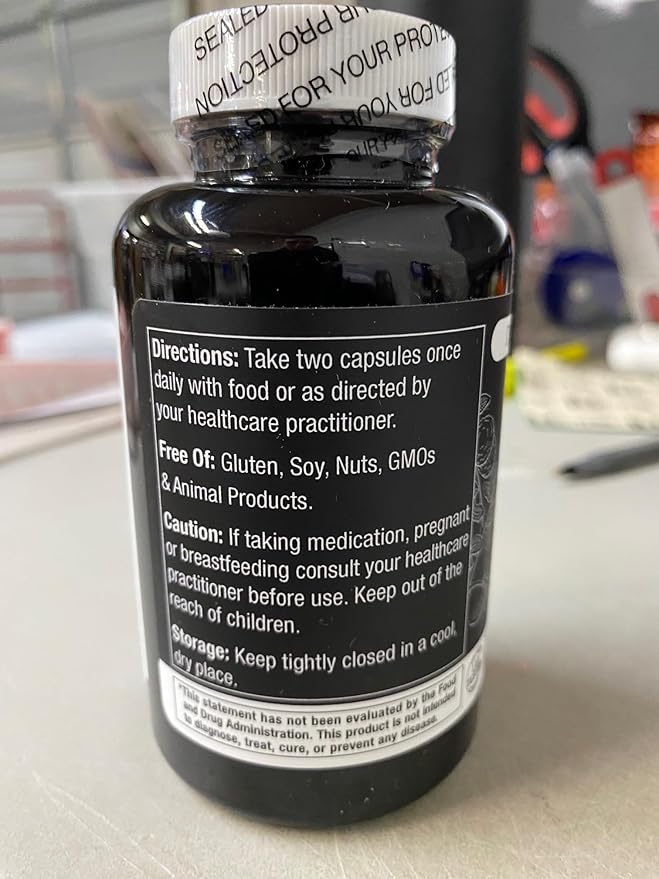 SEALED FOR YOUR PROTECTION
SEALED FOR YOUR PROTE
Directions: Take two capsules once
daily with food or as directed by
your healthcare practitioner.
Free Of: Gluten, Soy, Nuts, GMOs
& Animal Products.
Caution: If taking medication, pregnant
or breastfeeding consult your healthcare
practitioner before use. Keep out of the
reach of children.
Storage: Keep tightly closed in a cool,
dry place.
*This statement has not been evaluated by the Food
and Drug Administration. This product is not intended
to diagnose, treat, cure, or prevent any disease.